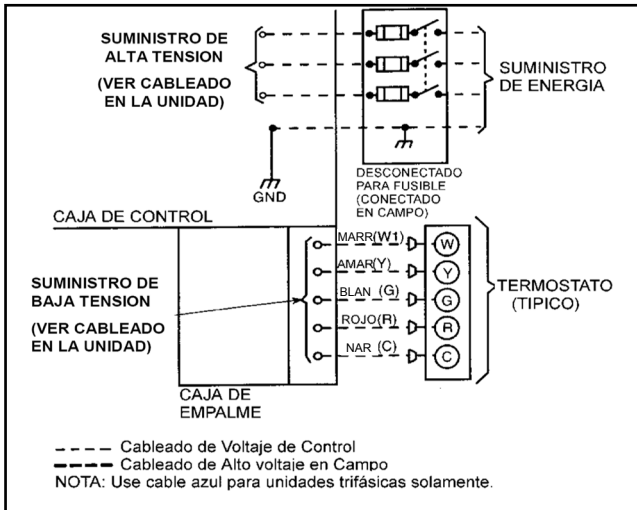 SUMINISTRO DE
ALTA TENSION
(VER CABLEADO
EN LA UNIDAD)
SUMINISTRO
DE ENERGIA
GND
DESCONECTADO
PARA FUSIBLE
(CONECTADO
EN CAMPO)
CAJA DE CONTROL
SUMINISTRO DE
BAJA TENSION
(VER CABLEADO
EN LA UNIDAD)
MARR(W1)
W
AMAR(Y)
Y
BLAN (G)
G
ROJO(R)
R
NAR (C)
C
TERMOSTATO
(TIPICO)
CAJA DE
EMPALME
Cableado de Voltaje de Control
Cableado de Alto voltaje en Campo
NOTA: Use cable azul para unidades trifásicas solamente.